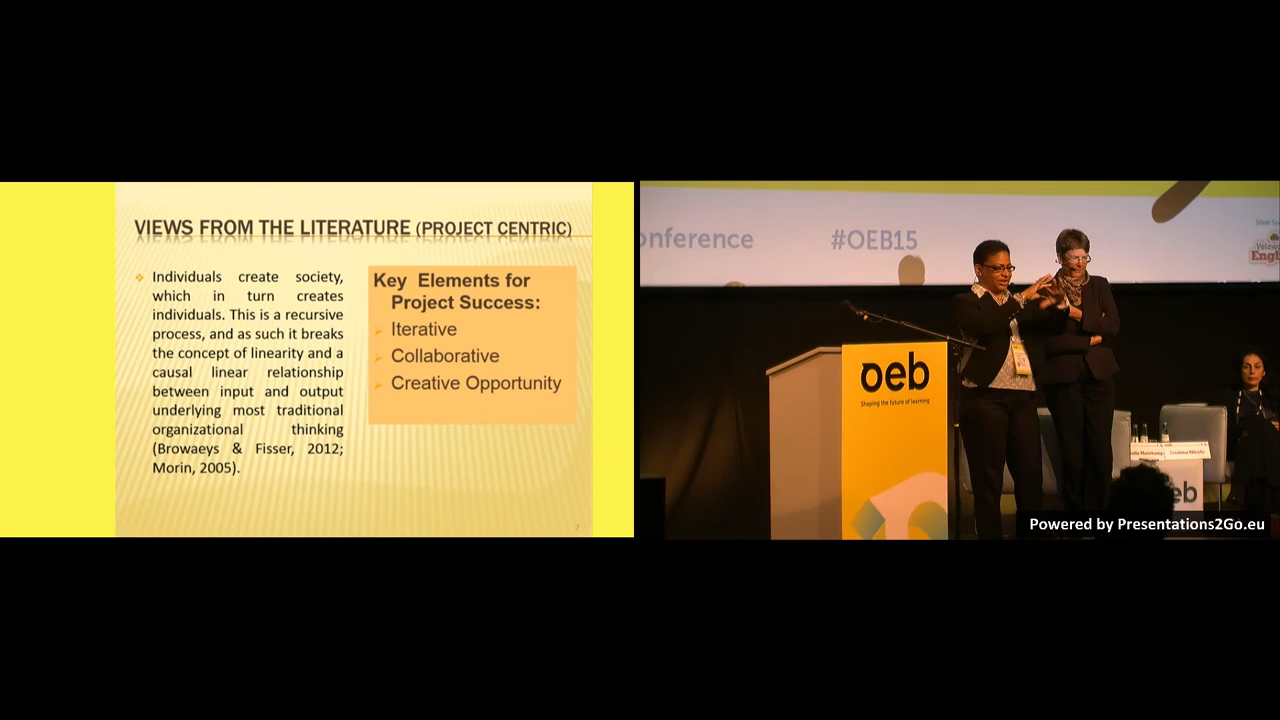 VIEWS FROM THE LITERATURE (PROJECT CENTRIC)
Individuals create society,
which in turn creates
individuals. This is a recursive
process, and as such it breaks
the concept of linearity and a
causal linear relationship
between input and output
underlying most traditional
organizational thinking
(Browaeys & Fisser, 2012;
Morin, 2005).
Key Elements for
Project Success:
Iterative
Collaborative
Creative Opportunity
7
onference
#OEB15
Engl
oeb
Shaping the future of learning
eb
Powered by Presentations2Go.eu